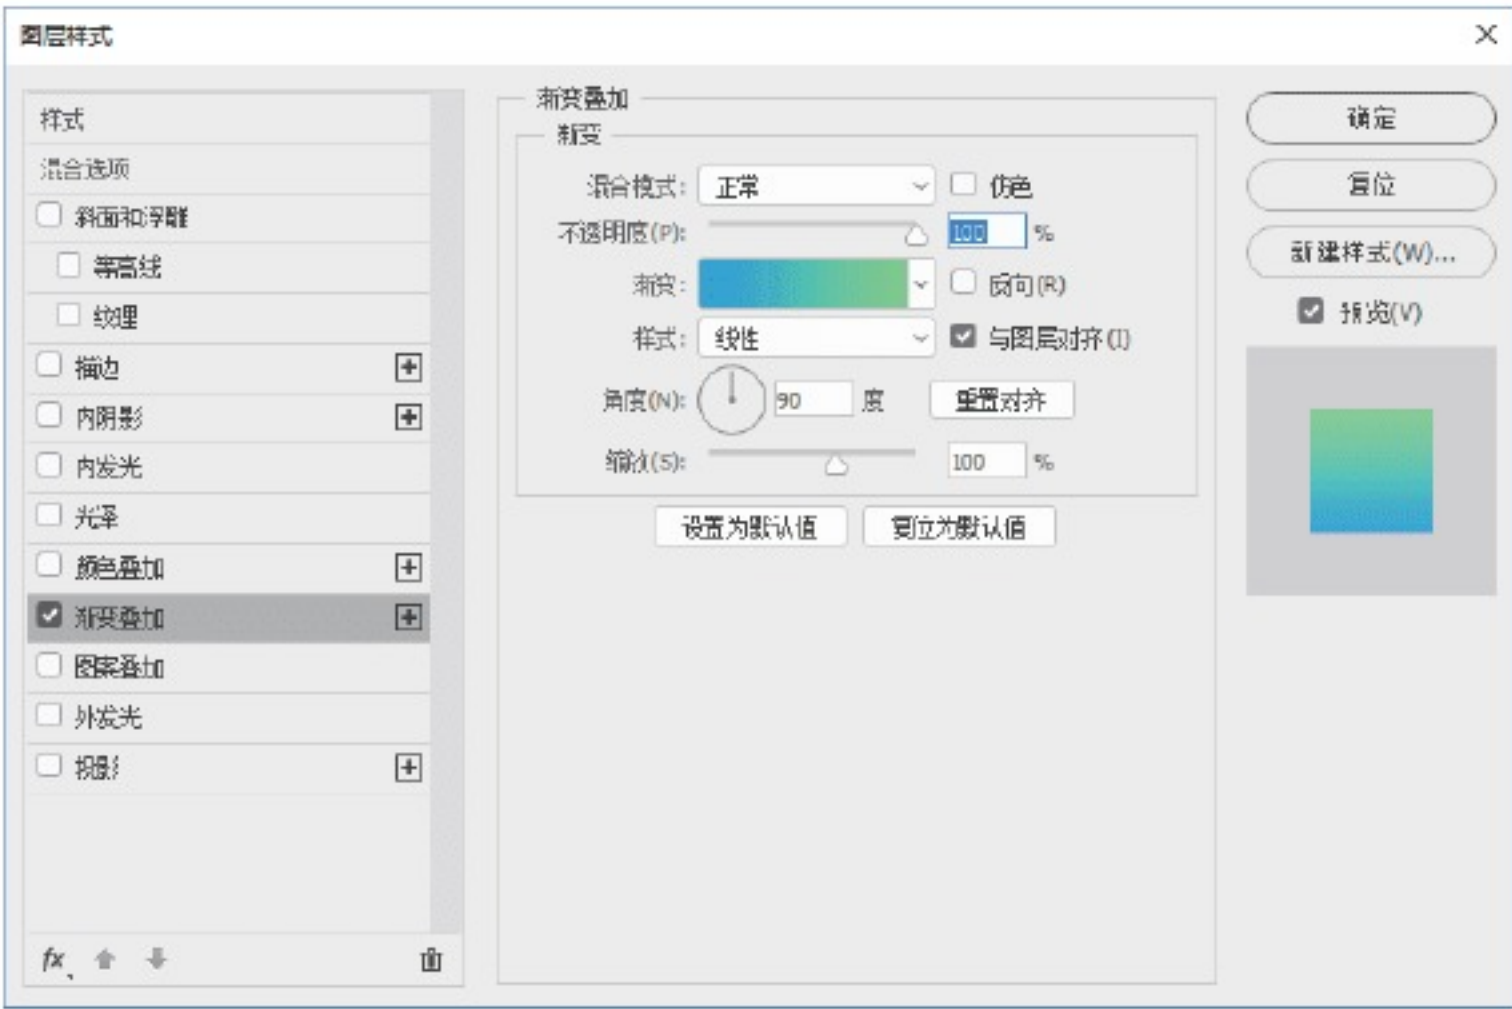 图层样式
样式
混合选项
斜面和浮雕
等高线
纹理
描边
内阴影
内发光
光泽
颜色叠加
渐变叠加
图案叠加
外发光
投影
fx
渐变叠加
渐变
混合模式: 正常 仿色
不透明度(P): 100 %
渐变: 反向(R)
样式: 线性 与图层对齐(I)
角度(N): 90 度 重置对齐
缩放(S): 100 %
设置为默认值 复位为默认值
确定
复位
新建样式(W)...
预览(V)